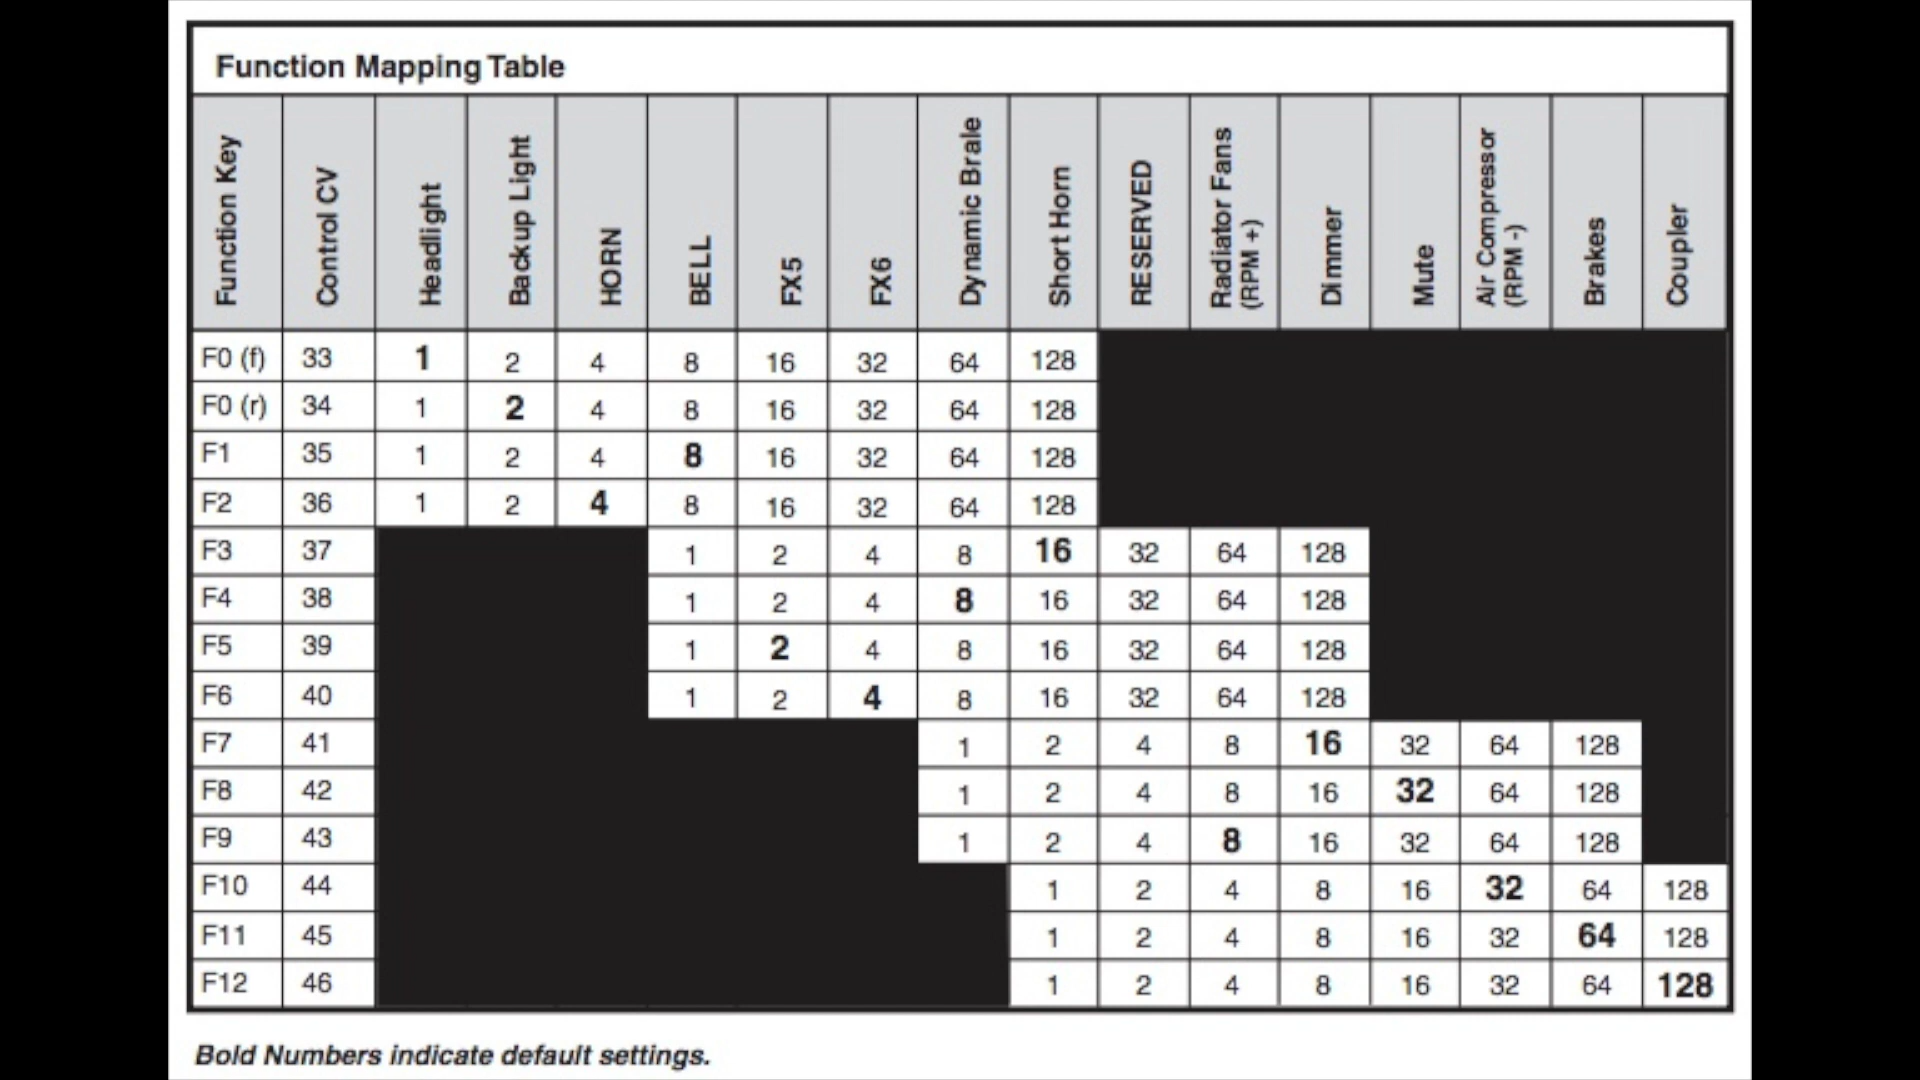 Function Mapping Table
Function Key Control CV Headlight Backup Light HORN BELL FX5 FX6 Dynamic Brale Short Horn RESERVED Radiator Fans (RPM +) Dimmer Mute Air Compressor (RPM -) Brakes Coupler
F0 (f) 33 1 2 4 8 16 32 64 128
F0 (r) 34 1 2 4 8 16 32 64 128
F1 35 1 2 4 8 16 32 64 128
F2 36 1 2 4 8 16 32 64 128
F3 37 1 2 4 8 16 32 64 128
F4 38 1 2 4 8 16 32 64 128
F5 39 1 2 4 8 16 32 64 128
F6 40 1 2 4 8 16 32 64 128
F7 41 1 2 4 8 16 32 64 128
F8 42 1 2 4 8 16 32 64 128
F9 43 1 2 4 8 16 32 64 128
F10 44 1 2 4 8 16 32 64 128
F11 45 1 2 4 8 16 32 64 128
F12 46 1 2 4 8 16 32 64 128
Bold Numbers indicate default settings.